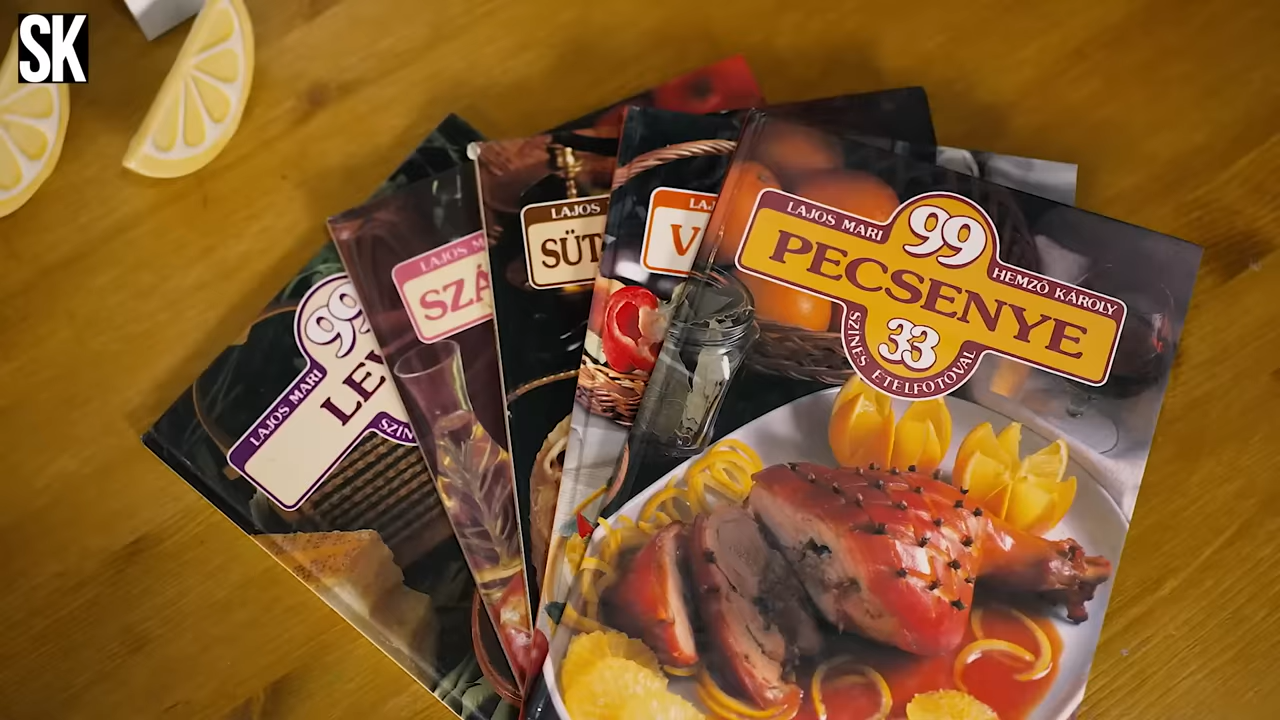 SK
99
LAJOS MARI
LEV
SZÍN
LAJOS M
SZÁ
LAJOS
SÜT
LAJ
V
LAJOS MARI
99
HEMZŐ KÁROLY
PECSENYE
33
SZÍNES ÉTELFOTÓVAL